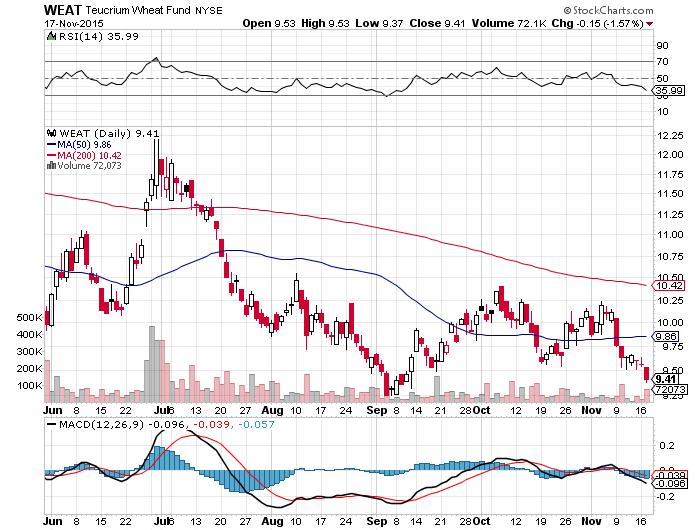 WEAT Teucrium Wheat Fund NYSE © StockCharts.com
17-Nov-2015 Open 9.53 High 9.53 Low 9.37 Close 9.41 Volume 72.1K Chg -0.15 (-1.57%)
RSI(14) 35.99
90
70
50
35.99
30
10
WEAT (Daily) 9.41
MA(50) 9.86
MA(200) 10.42
Volume 72,073
12.25
12.00
11.75
11.50
11.25
11.00
10.75
10.50
10.42
10.25
10.00
9.86
9.75
9.50
9.41
72073
9.25
500K
400K
300K
200K
100K
Jun 8 15 22 Jul 6 13 20 27 Aug 10 17 24 Sep 8 14 21 28 Oct 12 19 26 Nov 9 16
MACD(12,26,9) -0.096, -0.039, -0.057
0.2
0.0
-0.039
-0.096
-0.2
Jun 8 15 22 Jul 6 13 20 27 Aug 10 17 24 Sep 8 14 21 28 Oct 12 19 26 Nov 9 16